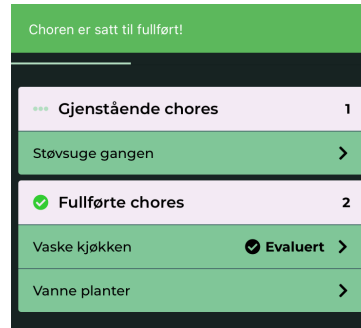 Choren er satt til fullført!
Gjenstående chores 1
Støvsuge gangen
Fullførte chores 2
Vaske kjøkken Evaluert
Vanne planter